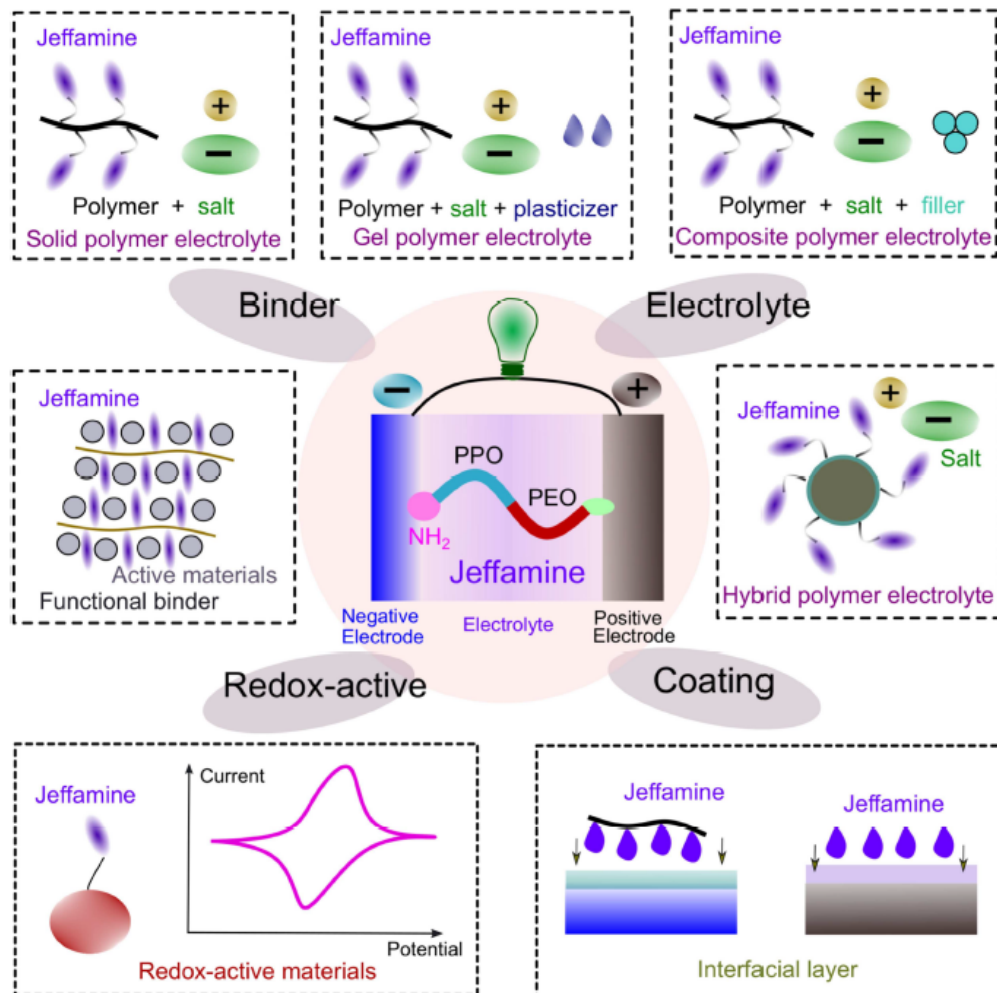 Jeffamine
+
−
Polymer + salt
Solid polymer electrolyte
Jeffamine
+
−
Polymer + salt + plasticizer
Gel polymer electrolyte
Jeffamine
+
−
Polymer + salt + filler
Composite polymer electrolyte
Binder
Electrolyte
Jeffamine
Active materials
Functional binder
−
+
PPO
PEO
NH₂
Jeffamine
Negative
Electrode
Electrolyte
Positive
Electrode
Jeffamine
+
−
Salt
Hybrid polymer electrolyte
Redox-active
Coating
Jeffamine
Current
Potential
Redox-active materials
Jeffamine
Jeffamine
Interfacial layer